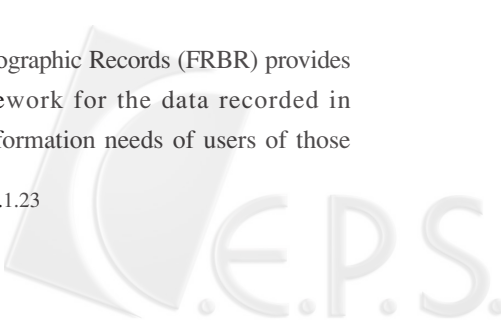 ographic Records (FRBR) provides
ework for the data recorded in
formation needs of users of those
.1.23
C.E.P.S.